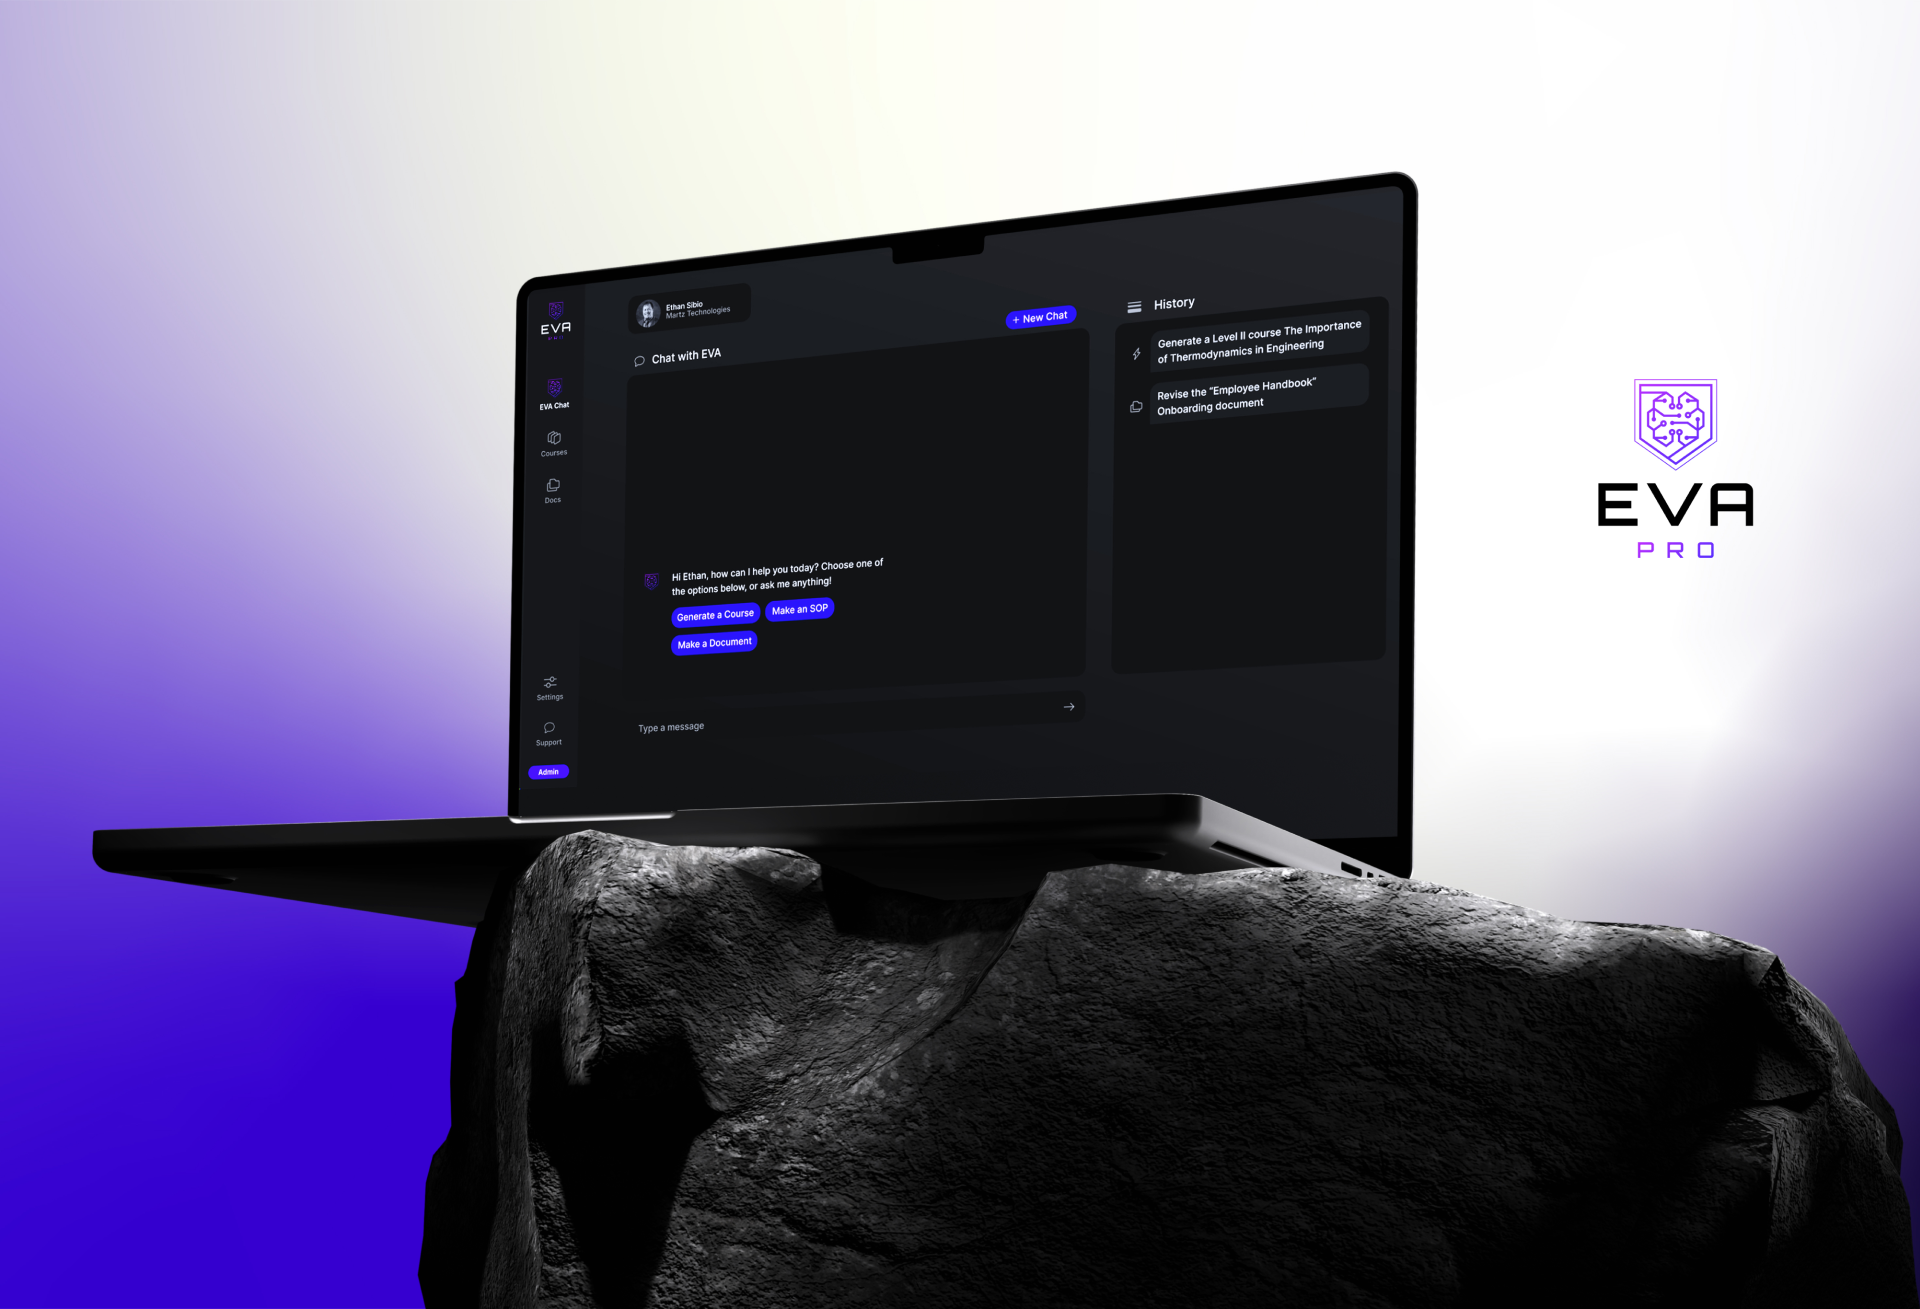 EVA
EVA Chat
Courses
Docs
Settings
Support
Admin
Ethan Sibio
Martz Technologies
Chat with EVA
+ New Chat
Hi Ethan, how can I help you today? Choose one of
the options below, or ask me anything!
Generate a Course
Make an SOP
Make a Document
Type a message
History
Generate a Level II course The Importance
of Thermodynamics in Engineering
Revise the “Employee Handbook”
Onboarding document
EVA
PRO